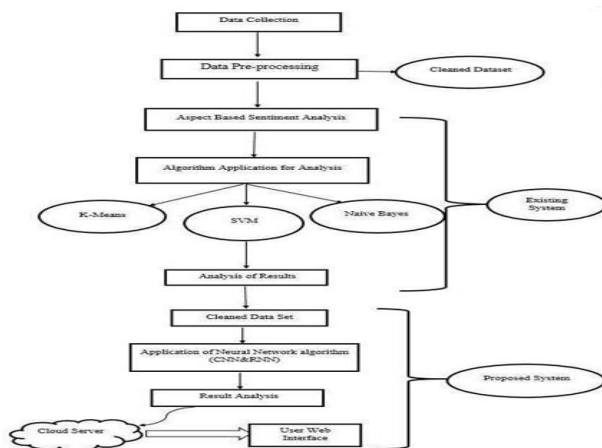 Data Collection
Data Pre-processing
Cleaned Dataset
Aspect Based Sentiment Analysis
Algorithm Application for Analysis
K-Means
SVM
Naive Bayes
Existing
System
Analysis of Results
Cleaned Data Set
Application of Neural Network algorithm
(CNN&RNN)
Result Analysis
Proposed System
Cloud Server
User Web
Interface